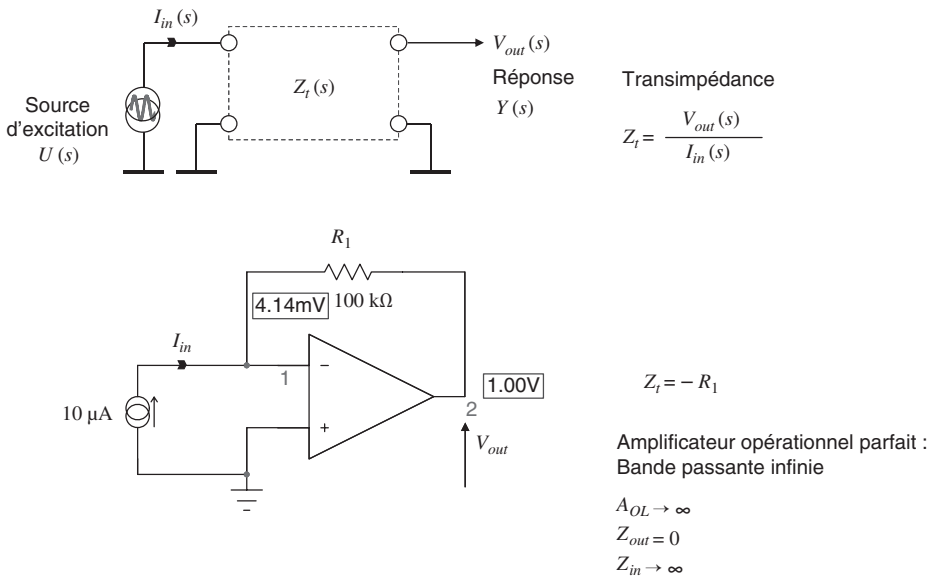 I_in (s)
V_out (s)
Z_t (s)
Réponse
Y (s)
Source
d'excitation
U (s)
Transimpédance
Z_t = V_out (s) / I_in (s)
R_1
4.14mV
100 kΩ
I_in
1
−
+
10 µA
1.00V
2
V_out
Z_t = − R_1
Amplificateur opérationnel parfait :
Bande passante infinie
A_OL → ∞
Z_out = 0
Z_in → ∞